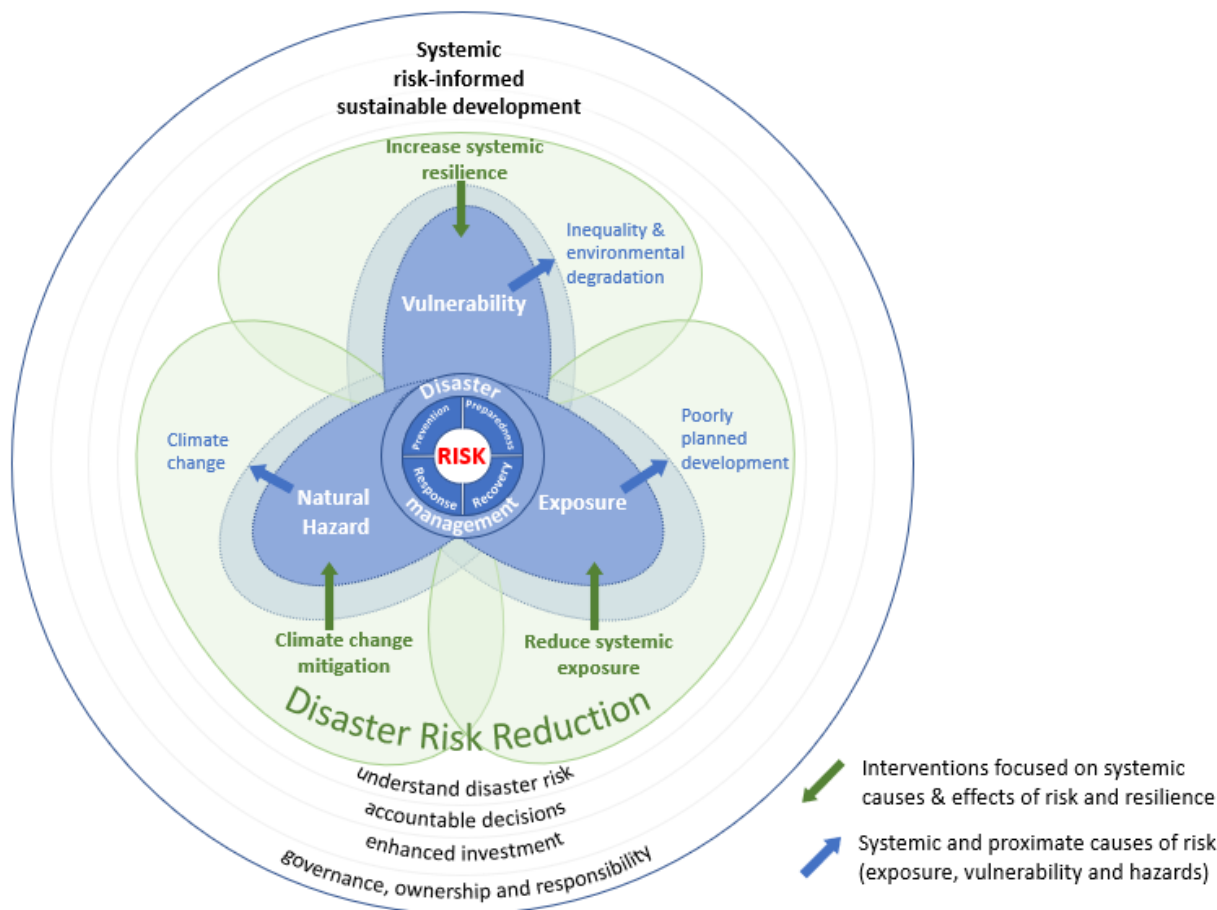 Systemic
risk-informed
sustainable development
Increase systemic
resilience
Inequality &
environmental
degradation
Vulnerability
Disaster
Prevention
Preparedness
RISK
Response
Recovery
management
Climate
change
Natural
Hazard
Exposure
Poorly
planned
development
Climate change
mitigation
Reduce systemic
exposure
Disaster Risk Reduction
understand disaster risk
accountable decisions
enhanced investment
governance, ownership and responsibility
Interventions focused on systemic
causes & effects of risk and resilience
Systemic and proximate causes of risk
(exposure, vulnerability and hazards)